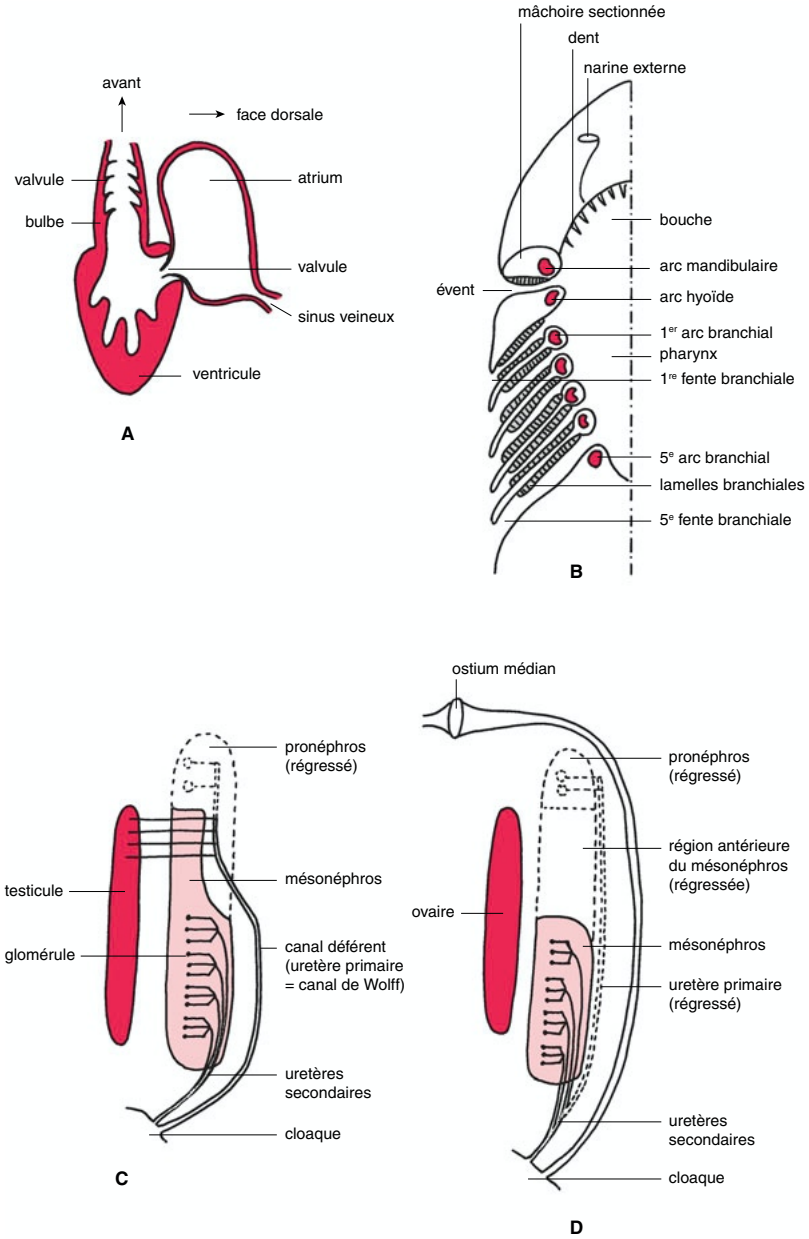 avant
face dorsale
valvule
atrium
bulbe
valvule
sinus veineux
ventricule
A
mâchoire sectionnée
dent
narine externe
bouche
arc mandibulaire
évent
arc hyoïde
1er arc branchial
pharynx
1re fente branchiale
5e arc branchial
lamelles branchiales
5e fente branchiale
B
pronéphros
(régressé)
mésonéphros
testicule
glomérule
canal déférent
(uretère primaire
= canal de Wolff)
uretères
secondaires
cloaque
C
ostium médian
pronéphros
(régressé)
région antérieure
du mésonéphros
(régressée)
ovaire
mésonéphros
uretère primaire
(régressé)
uretères
secondaires
cloaque
D